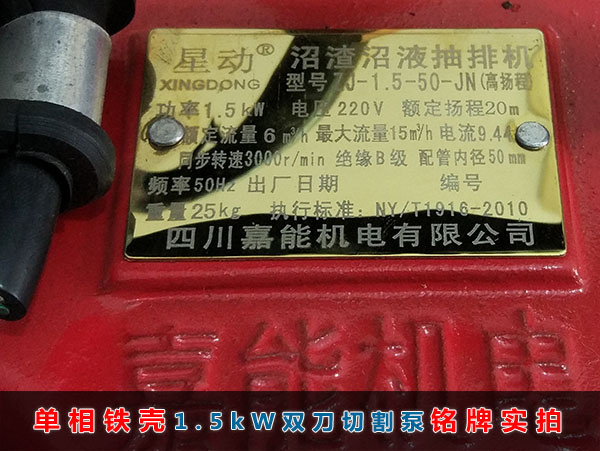 星动® 沼渣沼液抽排机
XINGDONG 型号 ZJ-1.5-50-JN(高扬程)
功率1.5kW 电压220V 额定扬程20m
额定流量6m³/h 最大流量15m³/h 电流9.44
同步转速3000r/min 绝缘B级 配管内径50mm
频率50Hz 出厂日期 编号
重量25kg 执行标准: NY/T1916-2010
四川嘉能机电有限公司
嘉能机电
单相铁壳1.5kW双刀切割泵铭牌实拍